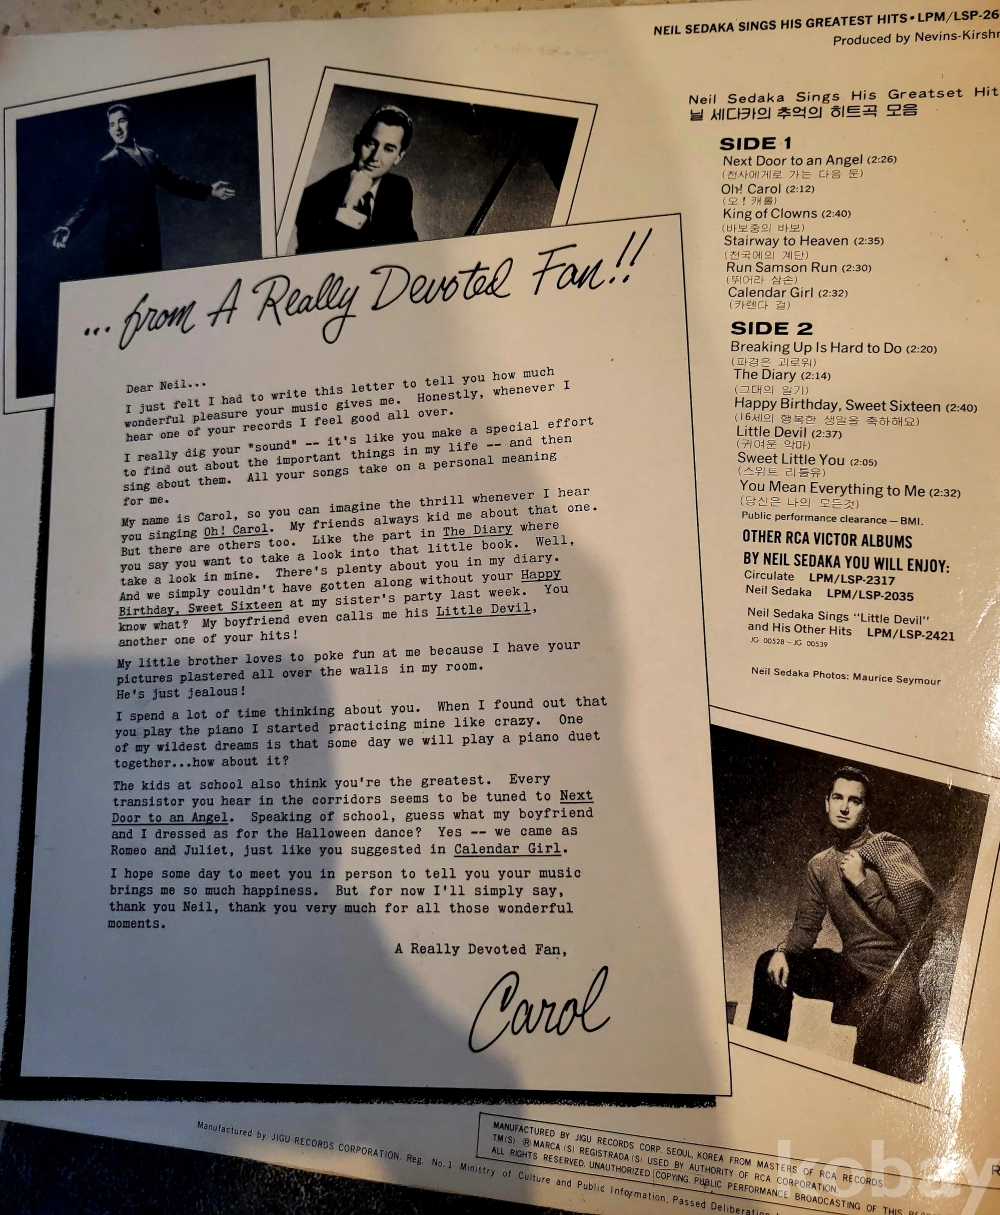 NEIL SEDAKA SINGS HIS GREATEST HITS • LPM/LSP-26
Produced by Nevins-Kirshn
Neil Sedaka Sings His Greatset Hit
닐 세다카의 추억의 히트곡 모음
SIDE 1
Next Door to an Angel (2:26)
(천사에게로 가는 다음 문)
Oh! Carol (2:12)
(오! 캐롤)
King of Clowns (2:40)
(바보중의 바보)
Stairway to Heaven (2:35)
(천국에의 계단)
Run Samson Run (2:30)
(뛰어라 삼손)
Calendar Girl (2:32)
(카렌다 걸)
SIDE 2
Breaking Up Is Hard to Do (2:20)
(파경은 괴로워)
The Diary (2:14)
(그대의 일기)
Happy Birthday, Sweet Sixteen (2:40)
(16세의 행복한 생일을 축하해요)
Little Devil (2:37)
(귀여운 악마)
Sweet Little You (2:05)
(스위트 리틀유)
You Mean Everything to Me (2:32)
(당신은 나의 모든것)
Public performance clearance — BMI.
OTHER RCA VICTOR ALBUMS
BY NEIL SEDAKA YOU WILL ENJOY:
Circulate LPM/LSP-2317
Neil Sedaka LPM/LSP-2035
Neil Sedaka Sings "Little Devil"
and His Other Hits LPM/LSP-2421
JG 00528 - JG 00539
Neil Sedaka Photos: Maurice Seymour
... from A Really Devoted Fan!!
Dear Neil...
I just felt I had to write this letter to tell you how much
wonderful pleasure your music gives me. Honestly, whenever I
hear one of your records I feel good all over.
I really dig your "sound" -- it's like you make a special effort
to find out about the important things in my life -- and then
sing about them. All your songs take on a personal meaning
for me.
My name is Carol, so you can imagine the thrill whenever I hear
you singing Oh! Carol. My friends always kid me about that one.
But there are others too. Like the part in The Diary where
you say you want to take a look into that little book. Well,
take a look in mine. There's plenty about you in my diary.
And we simply couldn't have gotten along without your Happy
Birthday, Sweet Sixteen at my sister's party last week. You
know what? My boyfriend even calls me his Little Devil,
another one of your hits!
My little brother loves to poke fun at me because I have your
pictures plastered all over the walls in my room.
He's just jealous!
I spend a lot of time thinking about you. When I found out that
you play the piano I started practicing mine like crazy. One
of my wildest dreams is that some day we will play a piano duet
together...how about it?
The kids at school also think you're the greatest. Every
transistor you hear in the corridors seems to be tuned to Next
Door to an Angel. Speaking of school, guess what my boyfriend
and I dressed as for the Halloween dance? Yes -- we came as
Romeo and Juliet, just like you suggested in Calendar Girl.
I hope some day to meet you in person to tell you your music
brings me so much happiness. But for now I'll simply say,
thank you Neil, thank you very much for all those wonderful
moments.
A Really Devoted Fan,
Carol
MANUFACTURED BY JIGU RECORDS CORP. SEOUL, KOREA FROM MASTERS OF RCA RECORDS
TM(S) ® MARCA(S) REGISTRADA(S) USED BY AUTHORITY OF RCA CORPORATION
ALL RIGHTS RESERVED. UNAUTHORIZED COPYING, PUBLIC PERFORMANCE BROADCASTING OF THIS
Manufactured by JIGU RECORDS CORPORATION. Reg. No.1 Ministry of Culture and Public Information, Passed Deliberation
kobay